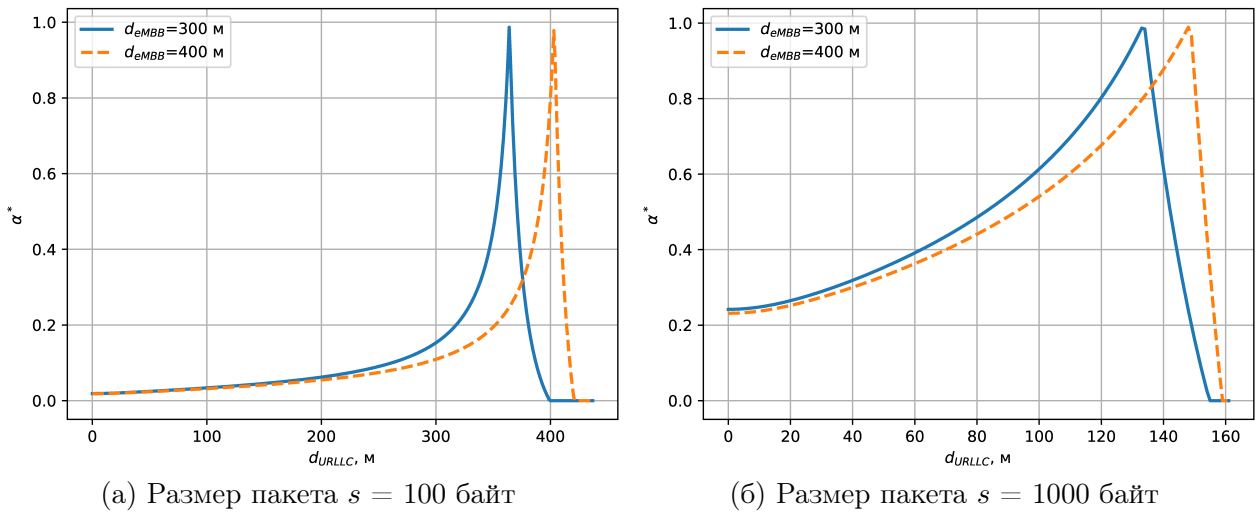 d_eMBB=300 м
d_eMBB=400 м
α*
1.0
0.8
0.6
0.4
0.2
0.0
0 100 200 300 400
d_URLLC, м
(а) Размер пакета s = 100 байт
d_eMBB=300 м
d_eMBB=400 м
α*
1.0
0.8
0.6
0.4
0.2
0.0
0 20 40 60 80 100 120 140 160
d_URLLC, м
(б) Размер пакета s = 1000 байт